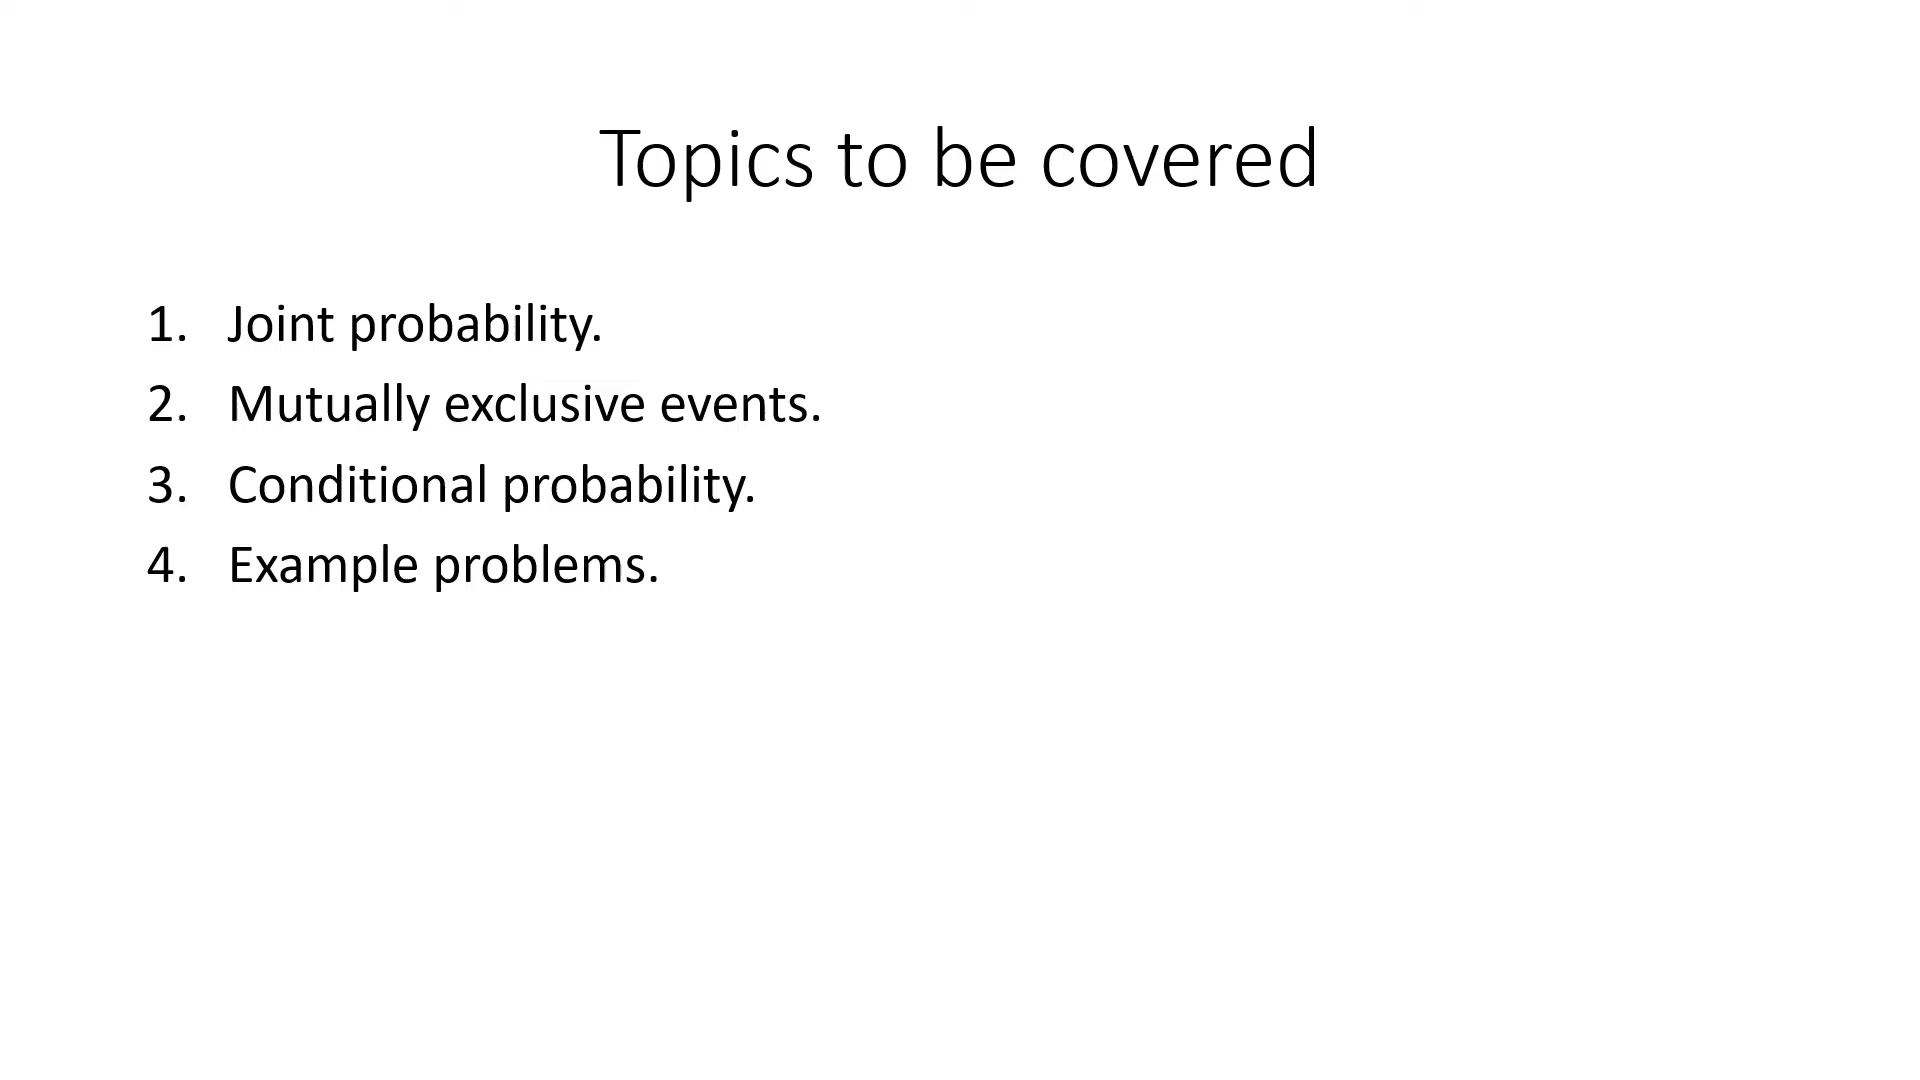 Topics to be covered
1. Joint probability.
2. Mutually exclusive events.
3. Conditional probability.
4. Example problems.